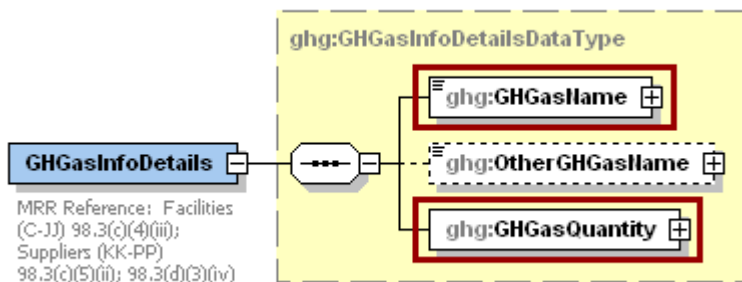 ghg:GHGasInfoDetailsDataType
ghg:GHGasName
GHGasInfoDetails
ghg:OtherGHGasName
MRR Reference: Facilities
(C-JJ) 98.3(c)(4)(iii);
Suppliers (KK-PP)
98.3(c)(5)(ii); 98.3(d)(3)(iv)
ghg:GHGasQuantity